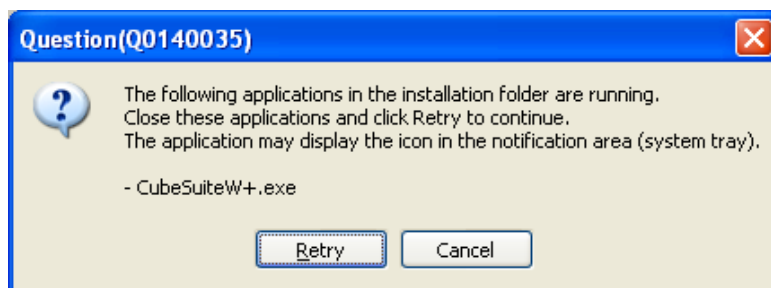 Question(Q0140035)
The following applications in the installation folder are running.
Close these applications and click Retry to continue.
The application may display the icon in the notification area (system tray).
- CubeSuiteW+.exe
Retry Cancel